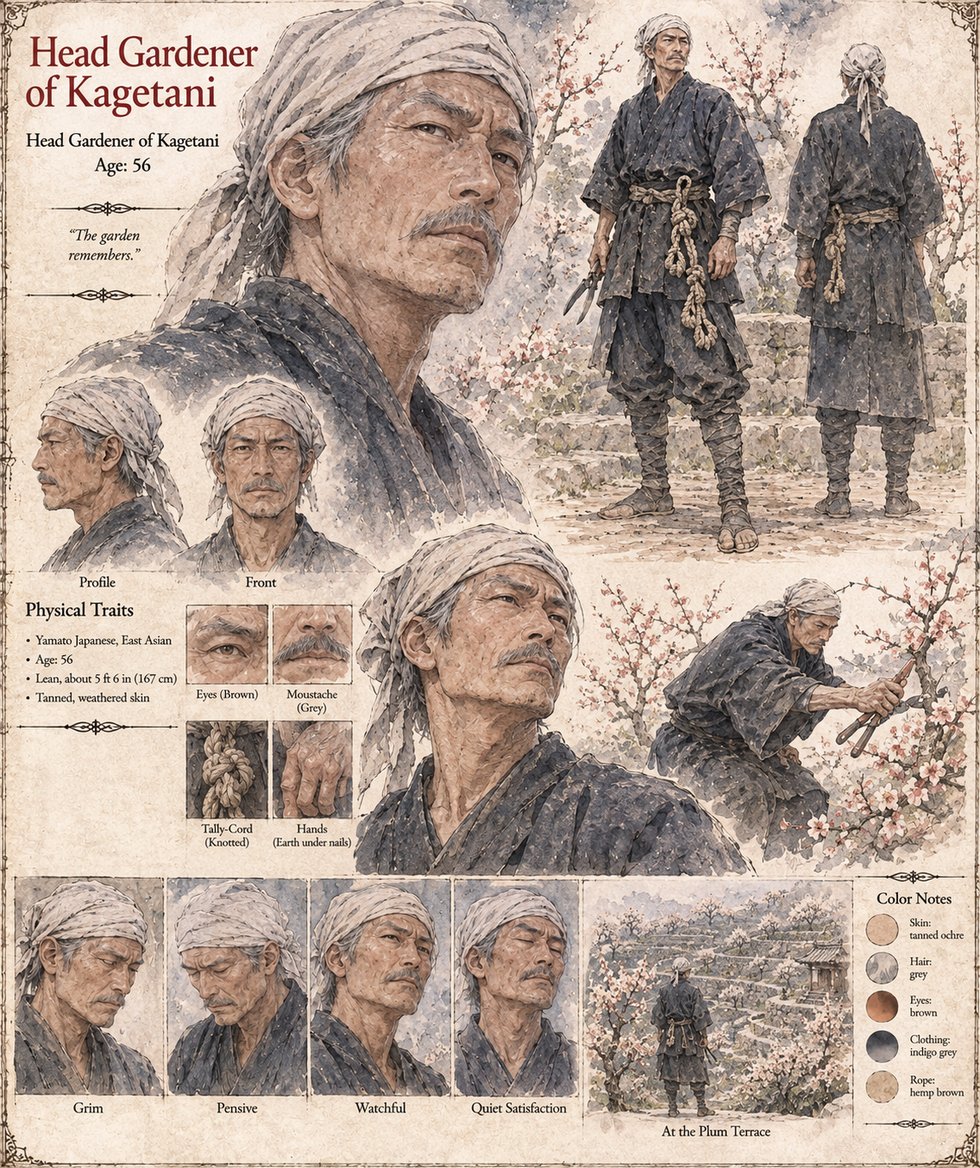 Head Gardener
of Kagetani
Head Gardener of Kagetani
Age: 56
“The garden
remembers.”
Profile
Front
Physical Traits
• Yamato Japanese, East Asian
• Age: 56
• Lean, about 5 ft 6 in (167 cm)
• Tanned, weathered skin
Eyes (Brown)
Moustache
(Grey)
Tally-Cord
(Knotted)
Hands
(Earth under nails)
Grim
Pensive
Watchful
Quiet Satisfaction
At the Plum Terrace
Color Notes
Skin:
tanned ochre
Hair:
grey
Eyes:
brown
Clothing:
indigo grey
Rope:
hemp brown